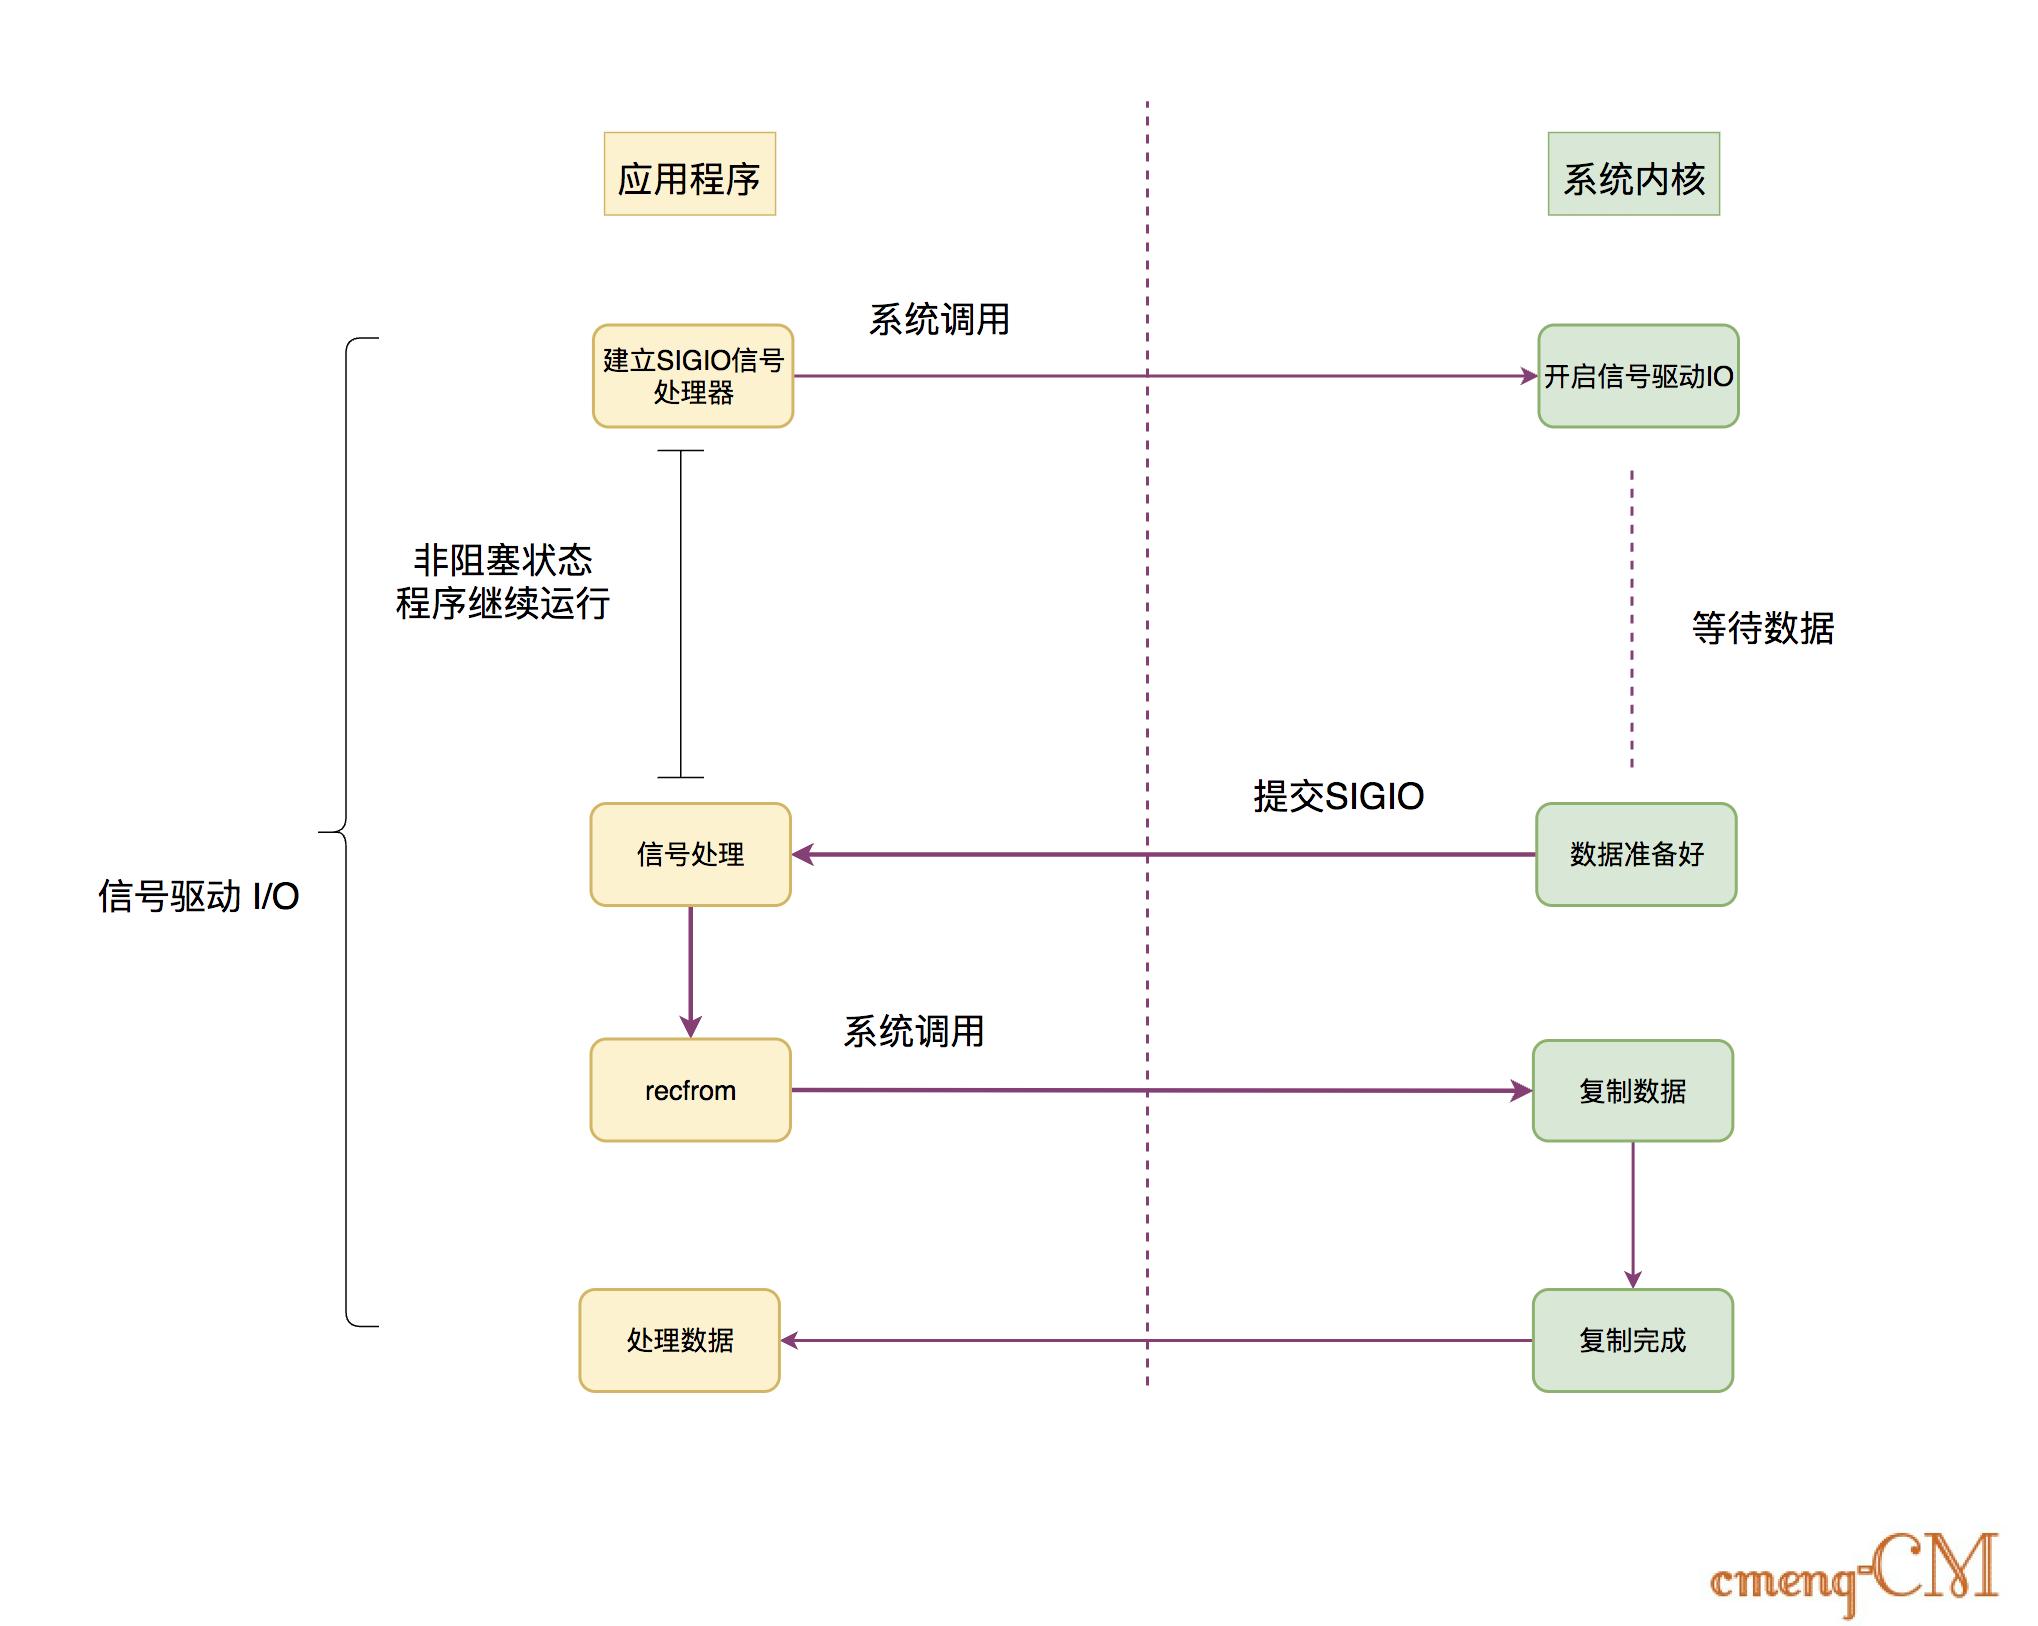 应用程序
系统内核
系统调用
建立SIGIO信号
处理器
开启信号驱动IO
非阻塞状态
程序继续运行
等待数据
提交SIGIO
信号处理
数据准备好
信号驱动 I/O
系统调用
recfrom
复制数据
处理数据
复制完成
cmenq-CM